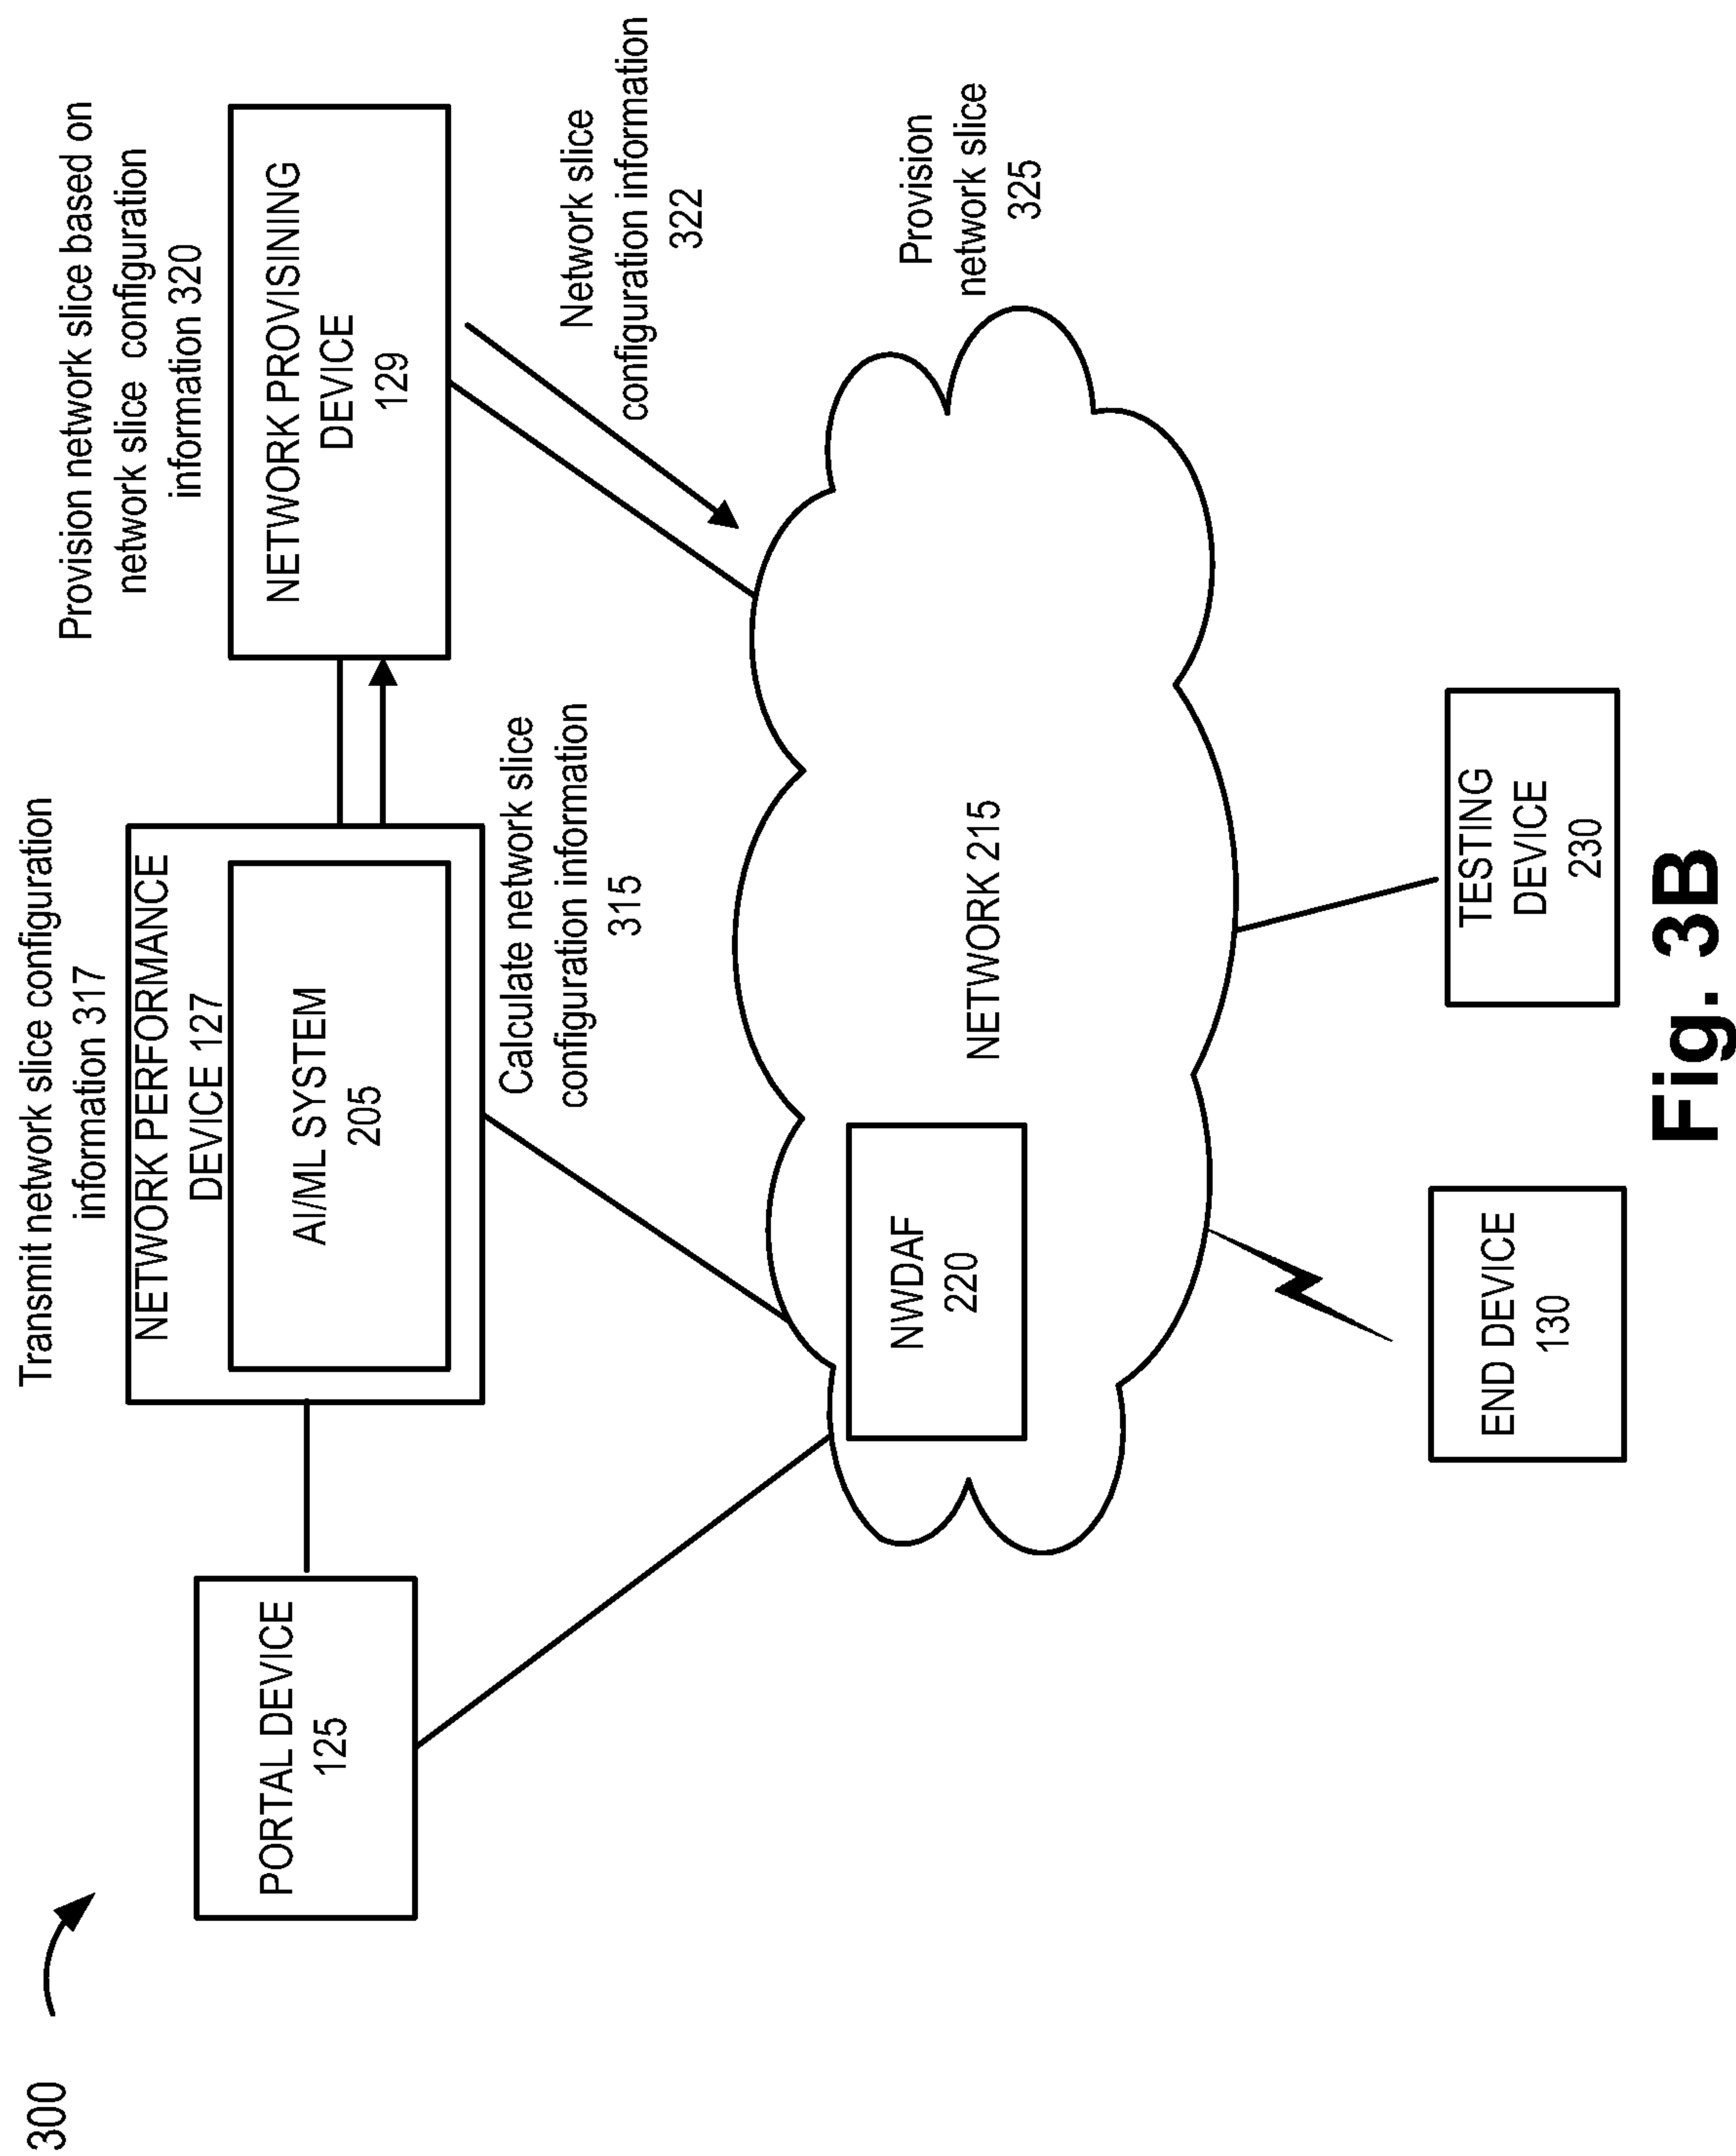 300
Transmit network slice configuration
information 317
Provision network slice based on
network slice  configuration
information 320
PORTAL DEVICE
125
NETWORK PERFORMANCE
DEVICE 127
AI/ML SYSTEM
205
NETWORK PROVISINING
DEVICE
129
Calculate network slice
configuration information
315
Network slice
configuration information
322
NWDAF
220
NETWORK 215
Provision
network slice
325
END DEVICE
130
TESTING
DEVICE
230
Fig. 3B